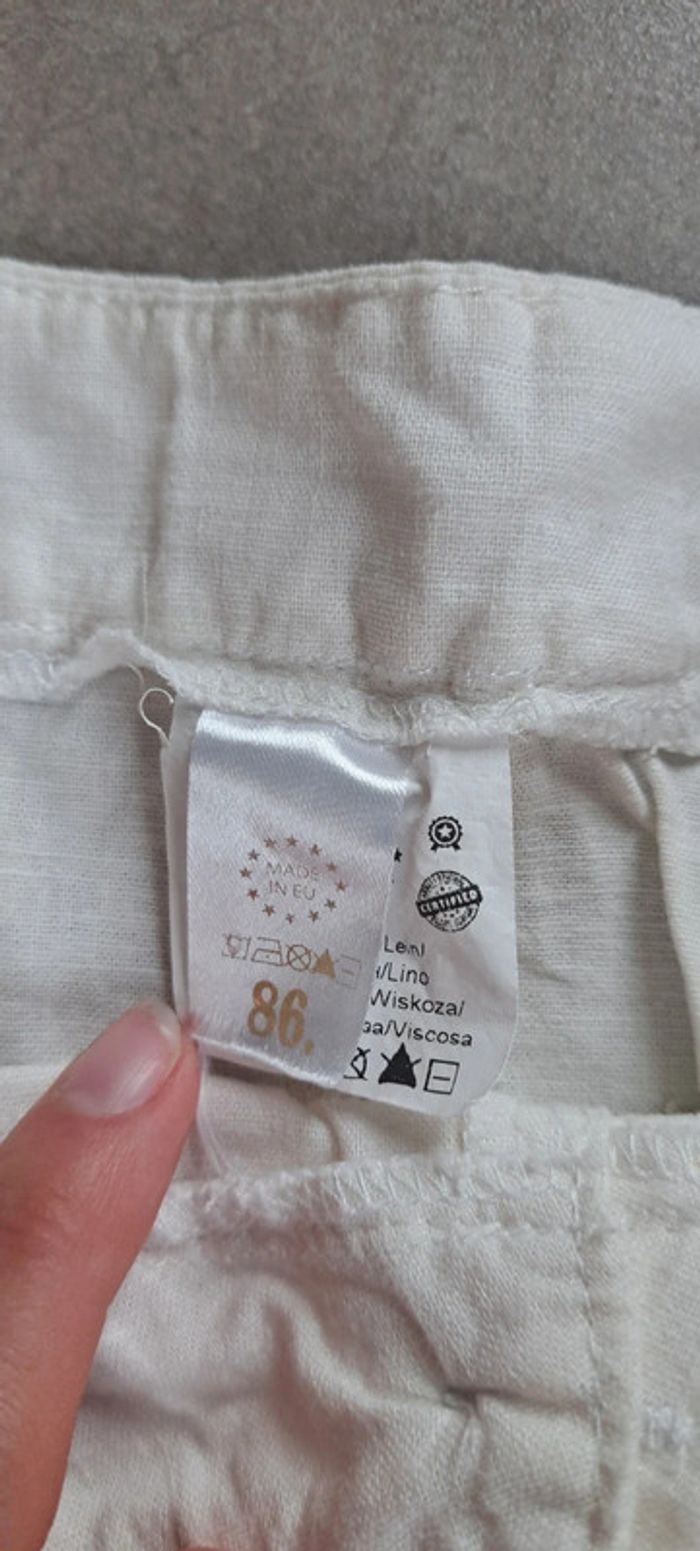 MADE
IN EU
86.
CERTIFIED
Lein/
/Lino
Wiskoza/
/Viscosa